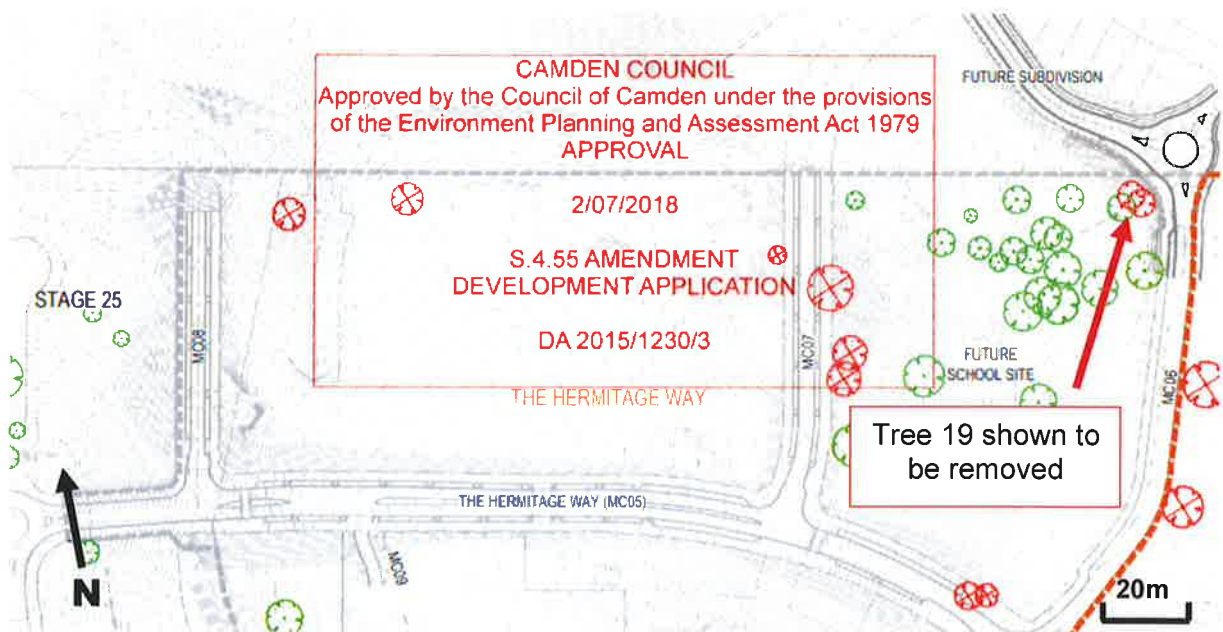 CAMDEN COUNCIL
Approved by the Council of Camden under the provisions
of the Environment Planning and Assessment Act 1979
APPROVAL
2/07/2018
S.4.55 AMENDMENT
DEVELOPMENT APPLICATION
DA 2015/1230/3
THE HERMITAGE WAY
FUTURE SUBDIVISION
STAGE 25
MC08
MC07
FUTURE
SCHOOL SITE
MC06
Tree 19 shown to
be removed
THE HERMITAGE WAY (MC05)
MC09
N
20m